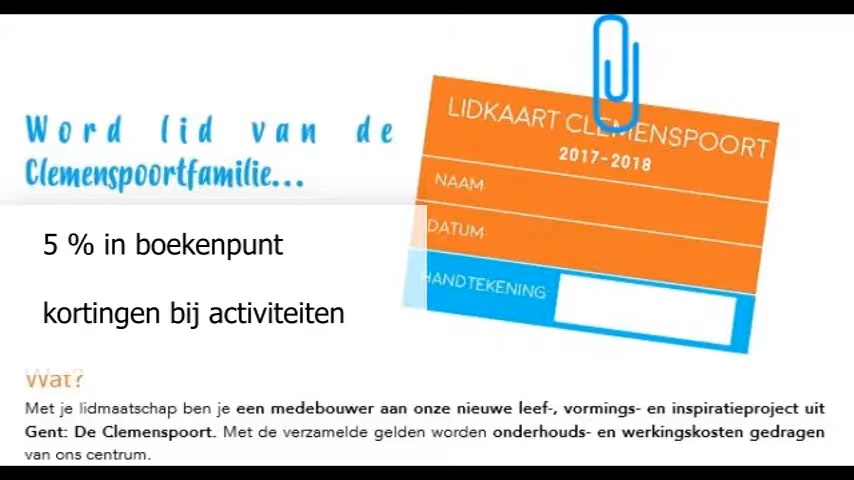 Word lid van de
Clemenspoortfamilie...
LIDKAART CLEMENSPOORT
2017-2018
NAAM:
DATUM:
HANDTEKENING:
5 % in boekenpunt
kortingen bij activiteiten
Wat?
Met je lidmaatschap ben je een medebouwer aan onze nieuwe leef-, vormings- en inspiratieproject uit
Gent: De Clemenspoort. Met de verzamelde gelden worden onderhouds- en werkingskosten gedragen
van ons centrum.